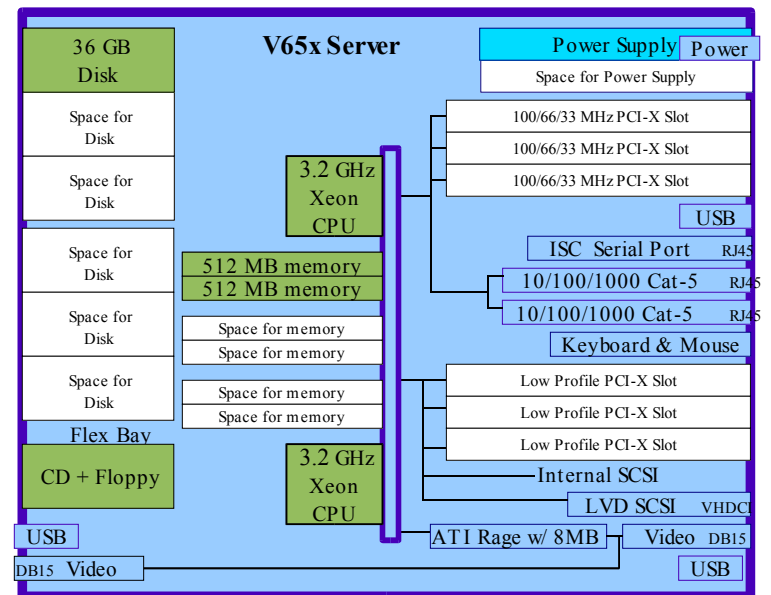 V65x Server
36 GB
Disk
Space for
Disk
Space for
Disk
Space for
Disk
Space for
Disk
Space for
Disk
Flex Bay
CD + Floppy
USB
DB15 Video
3.2 GHz
Xeon
CPU
512 MB memory
512 MB memory
Space for memory
Space for memory
Space for memory
Space for memory
3.2 GHz
Xeon
CPU
Power Supply Power
Space for Power Supply
100/66/33 MHz PCI-X Slot
100/66/33 MHz PCI-X Slot
100/66/33 MHz PCI-X Slot
USB
ISC Serial Port RJ45
10/100/1000 Cat-5 RJ45
10/100/1000 Cat-5 RJ45
Keyboard & Mouse
Low Profile PCI-X Slot
Low Profile PCI-X Slot
Low Profile PCI-X Slot
Internal SCSI
LVD SCSI VHDCI
ATI Rage w/ 8MB Video DB15
USB